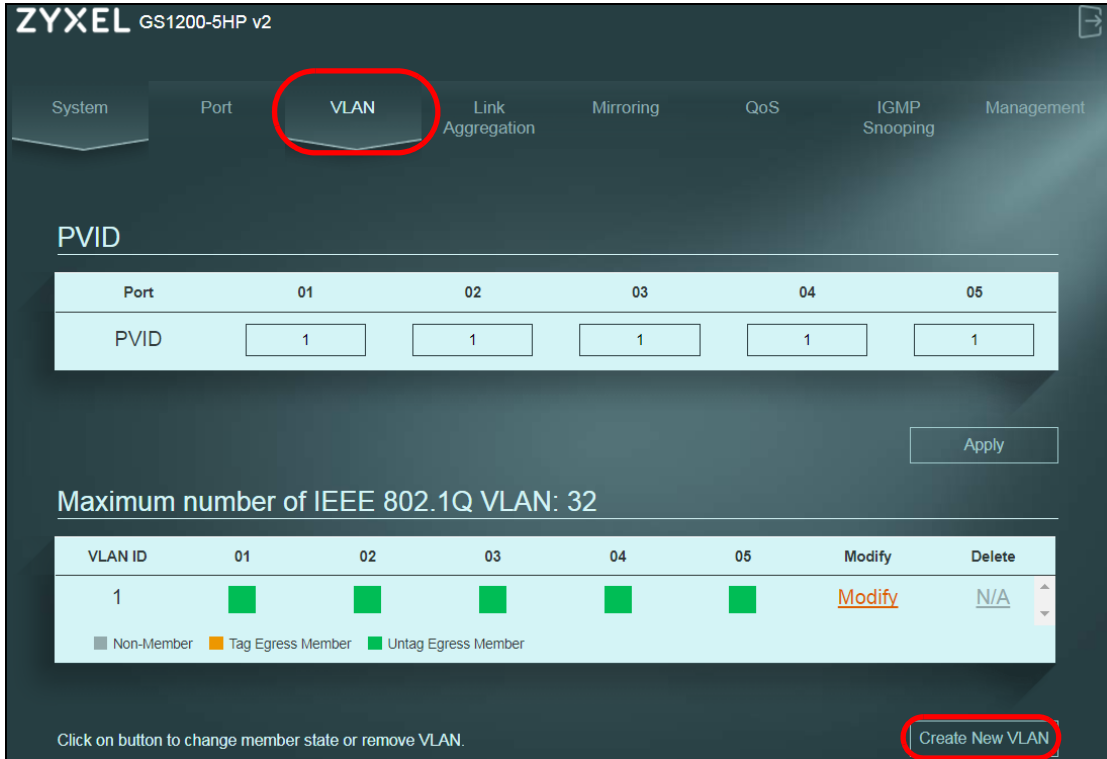 ZYXEL GS1200-5HP v2
System Port VLAN Link Aggregation Mirroring QoS IGMP Snooping Management
PVID
Port 01 02 03 04 05
PVID 1 1 1 1 1
Apply
Maximum number of IEEE 802.1Q VLAN: 32
VLAN ID 01 02 03 04 05 Modify Delete
1 Modify N/A
Non-Member Tag Egress Member Untag Egress Member
Click on button to change member state or remove VLAN.
Create New VLAN